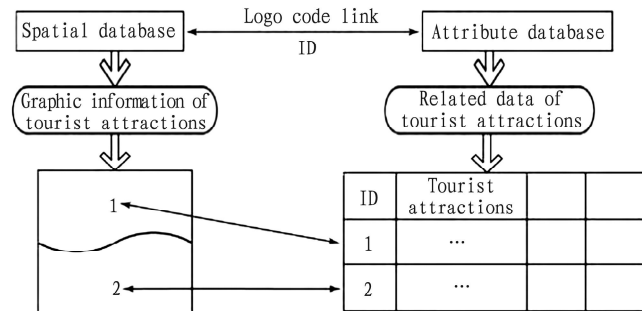 Spatial database
Logo code link
ID
Attribute database
Graphic information of
tourist attractions
Related data of
tourist attractions
1
2
ID
Tourist
attractions
1
...
2
...